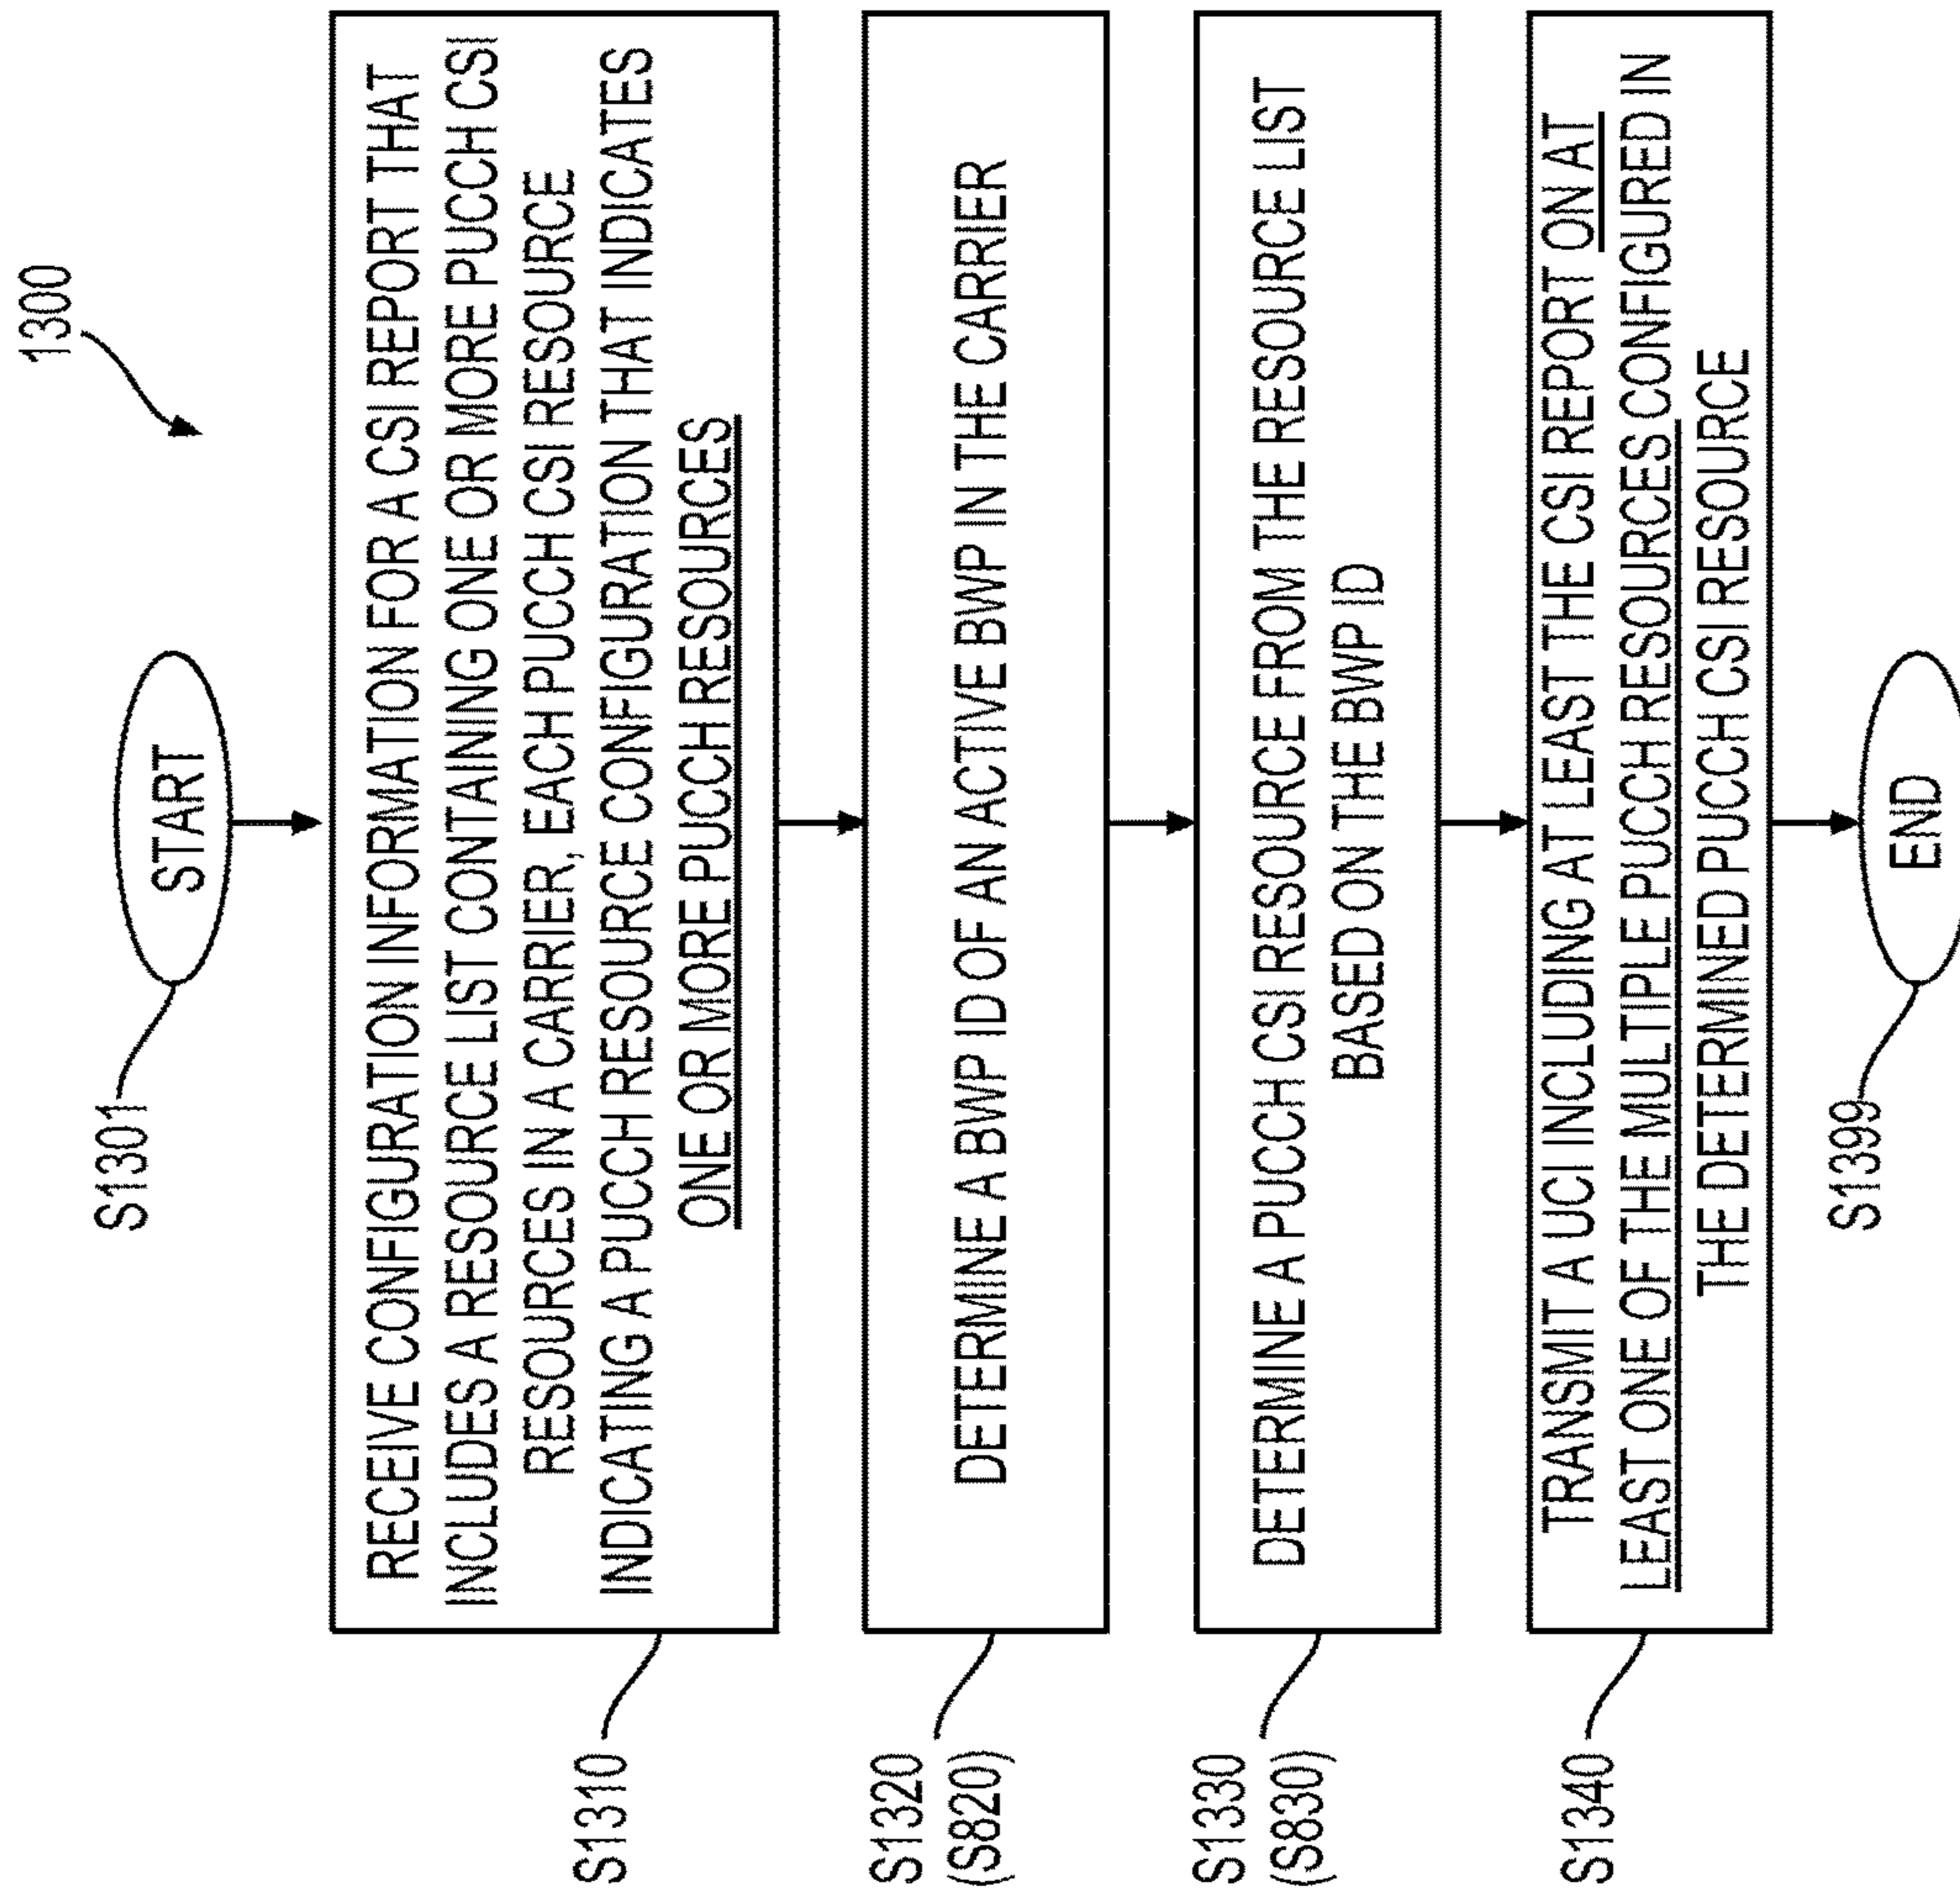 1300
START
S1301
RECEIVE CONFIGURATION INFORMATION FOR A CSI REPORT THAT
INCLUDES A RESOURCE LIST CONTAINING ONE OR MORE PUCCH CSI
RESOURCES IN A CARRIER, EACH PUCCH CSI RESOURCE
INDICATING A PUCCH RESOURCE CONFIGURATION THAT INDICATES
ONE OR MORE PUCCH RESOURCES
S1310
DETERMINE A BWP ID OF AN ACTIVE BWP IN THE CARRIER
S1320
(S820)
DETERMINE A PUCCH CSI RESOURCE FROM THE RESOURCE LIST
BASED ON THE BWP ID
S1330
(S830)
TRANSMIT A UCI INCLUDING AT LEAST THE CSI REPORT ON AT
LEAST ONE OF THE MULTIPLE PUCCH RESOURCES CONFIGURED IN
THE DETERMINED PUCCH CSI RESOURCE
S1340
END
S1399